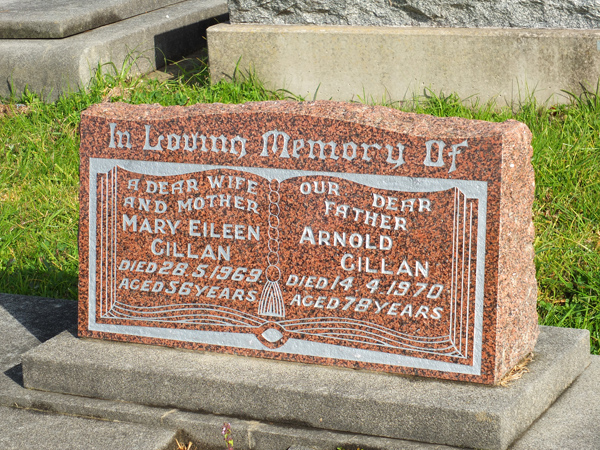 In Loving Memory Of
A DEAR WIFE
AND MOTHER
MARY EILEEN
GILLAN
DIED 28.5.1969
AGED 56 YEARS
OUR DEAR
FATHER
ARNOLD
GILLAN
DIED 14.4.1970
AGED 78 YEARS